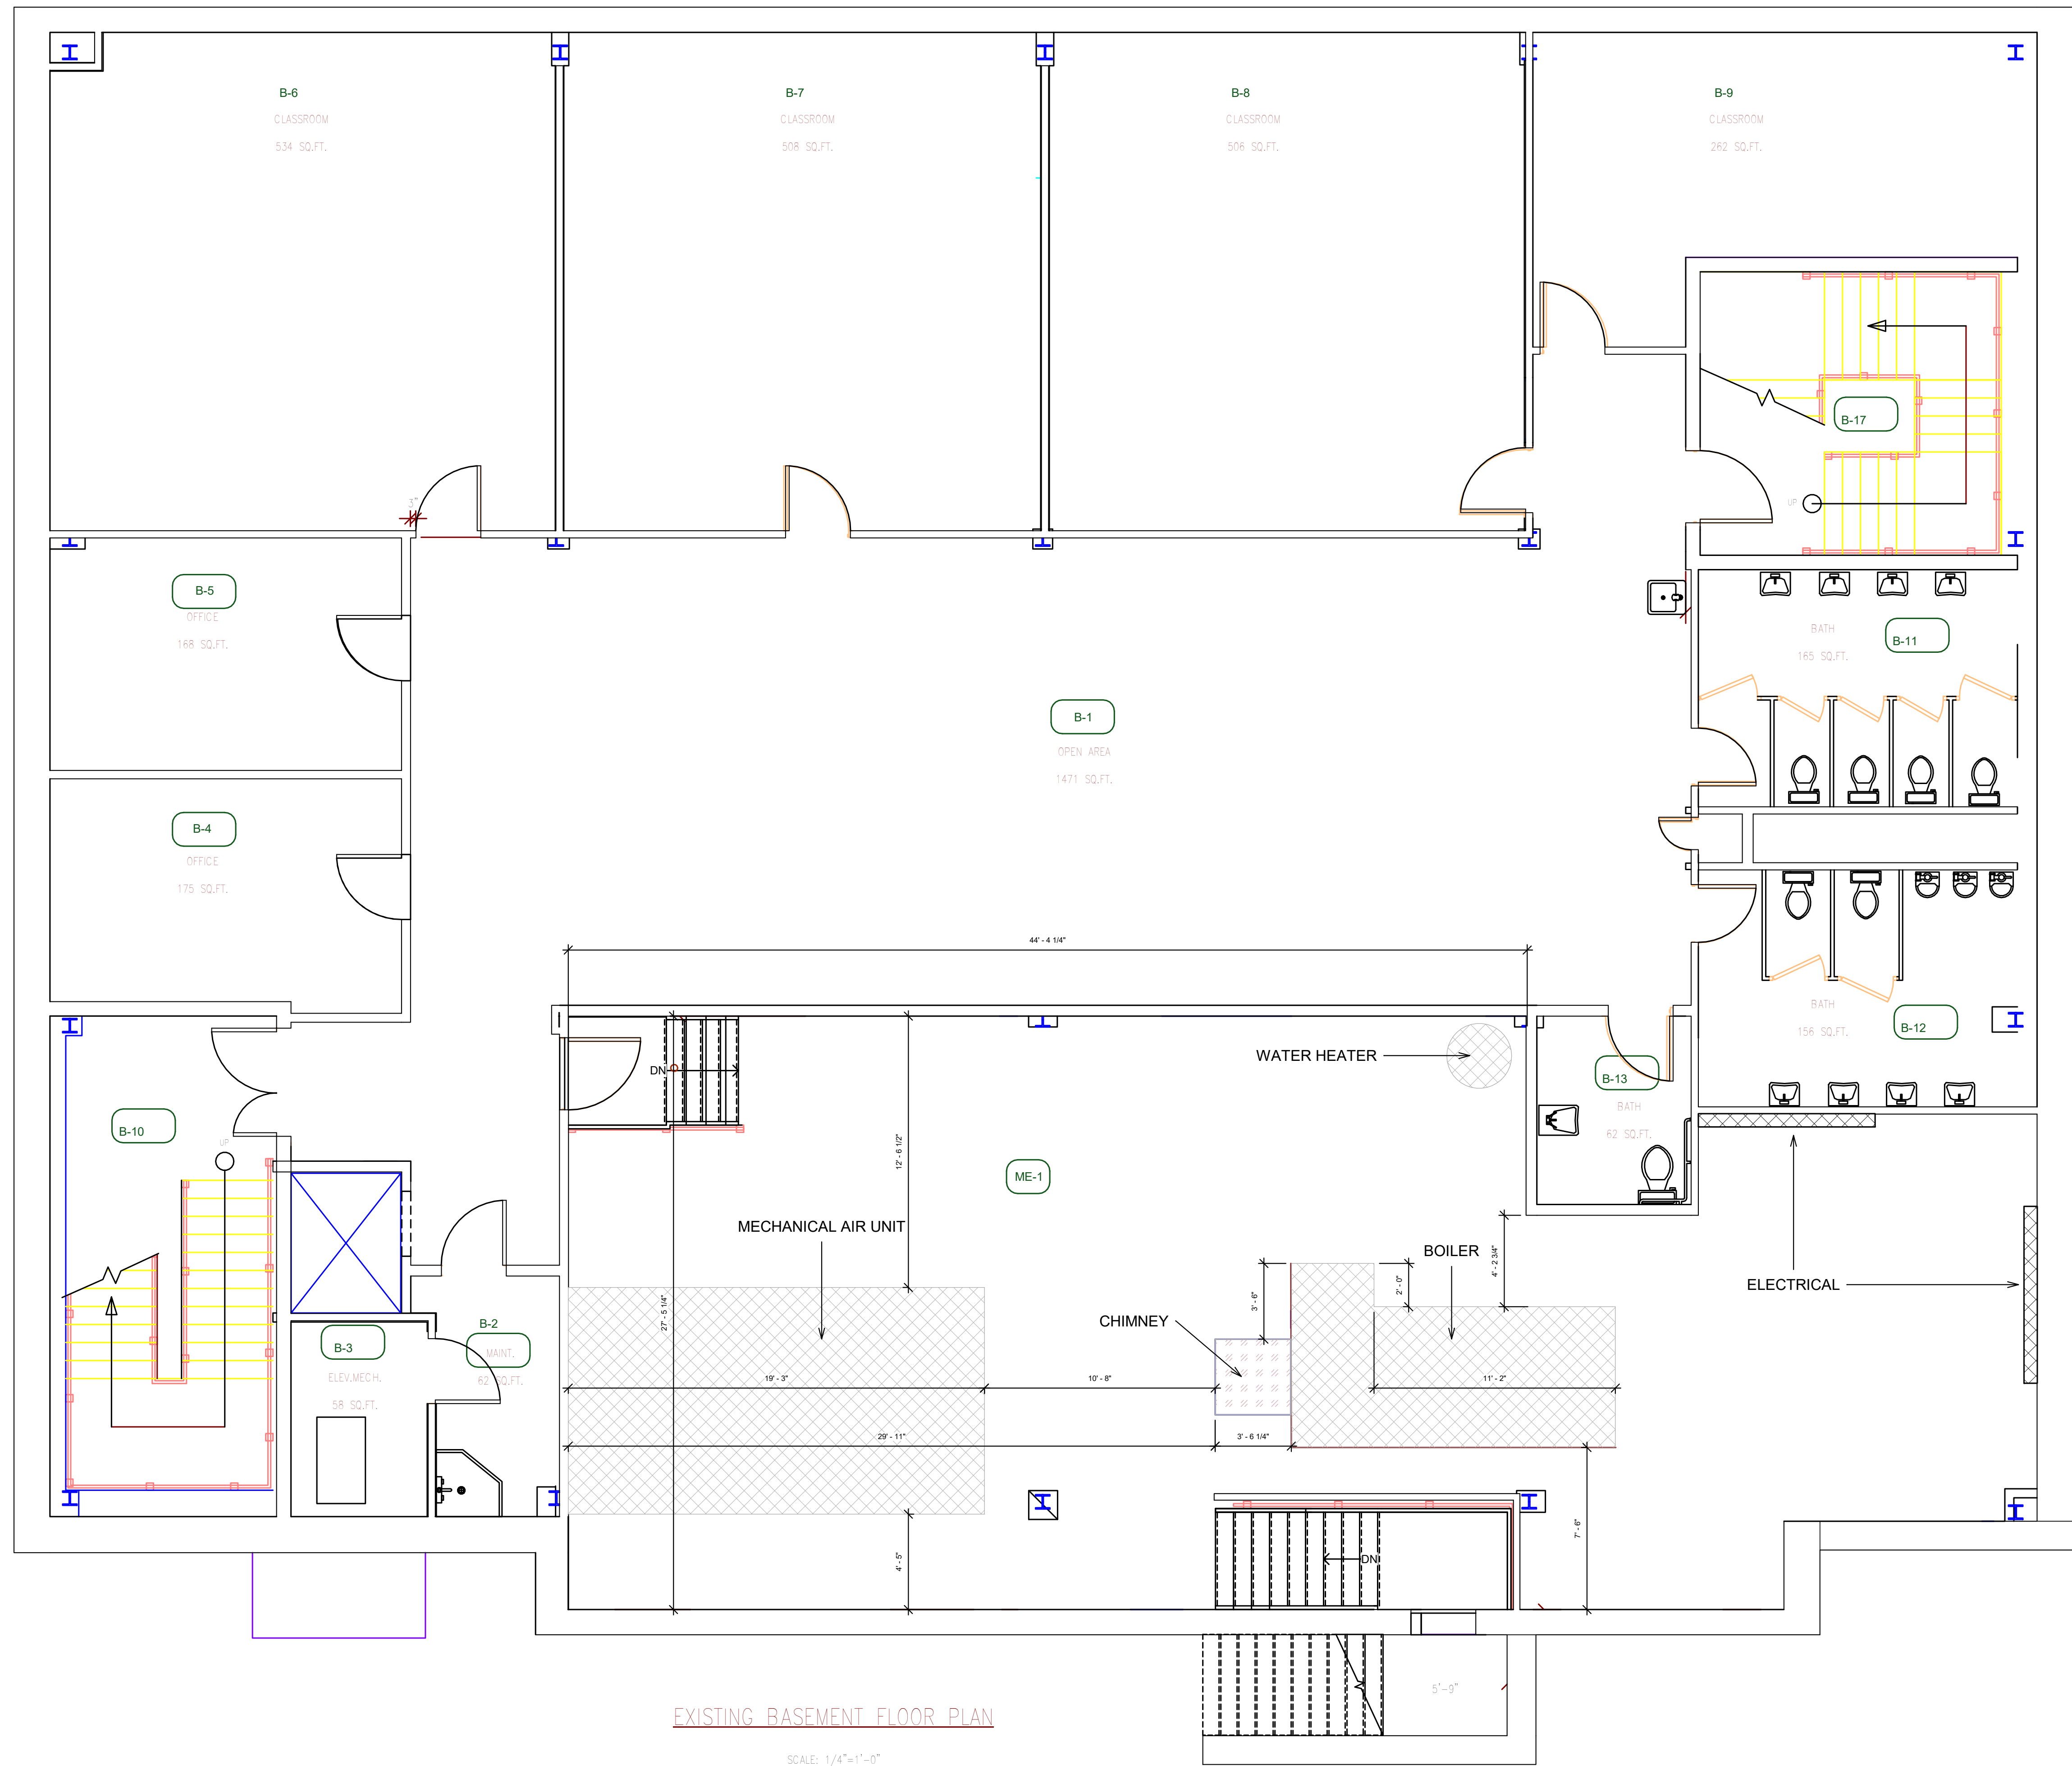 B-6
CLASSROOM
534 SQ.FT.
B-7
CLASSROOM
508 SQ.FT.
B-8
CLASSROOM
506 SQ.FT.
B-9
CLASSROOM
262 SQ.FT.
B-17
UP
3"
B-5
OFFICE
168 SQ.FT.
B-11
BATH
165 SQ.FT.
B-1
OPEN AREA
1471 SQ.FT.
B-4
OFFICE
175 SQ.FT.
44' - 4 1/4"
BATH
156 SQ.FT.
B-12
WATER HEATER
DN
B-13
BATH
62 SQ.FT.
B-10
UP
12' - 6 1/2"
ME-1
MECHANICAL AIR UNIT
BOILER
4' - 2 3/4"
ELECTRICAL
2' - 0"
3' - 6"
27' - 5 1/4"
CHIMNEY
B-2
MAINT.
62 SQ.FT.
B-3
ELEV.MECH.
58 SQ.FT.
19' - 3"
10' - 8"
11' - 2"
29' - 11"
3' - 6 1/4"
7' - 6"
4' - 5"
DN
5'-9"
EXISTING BASEMENT FLOOR PLAN
SCALE: 1/4"=1'-0"